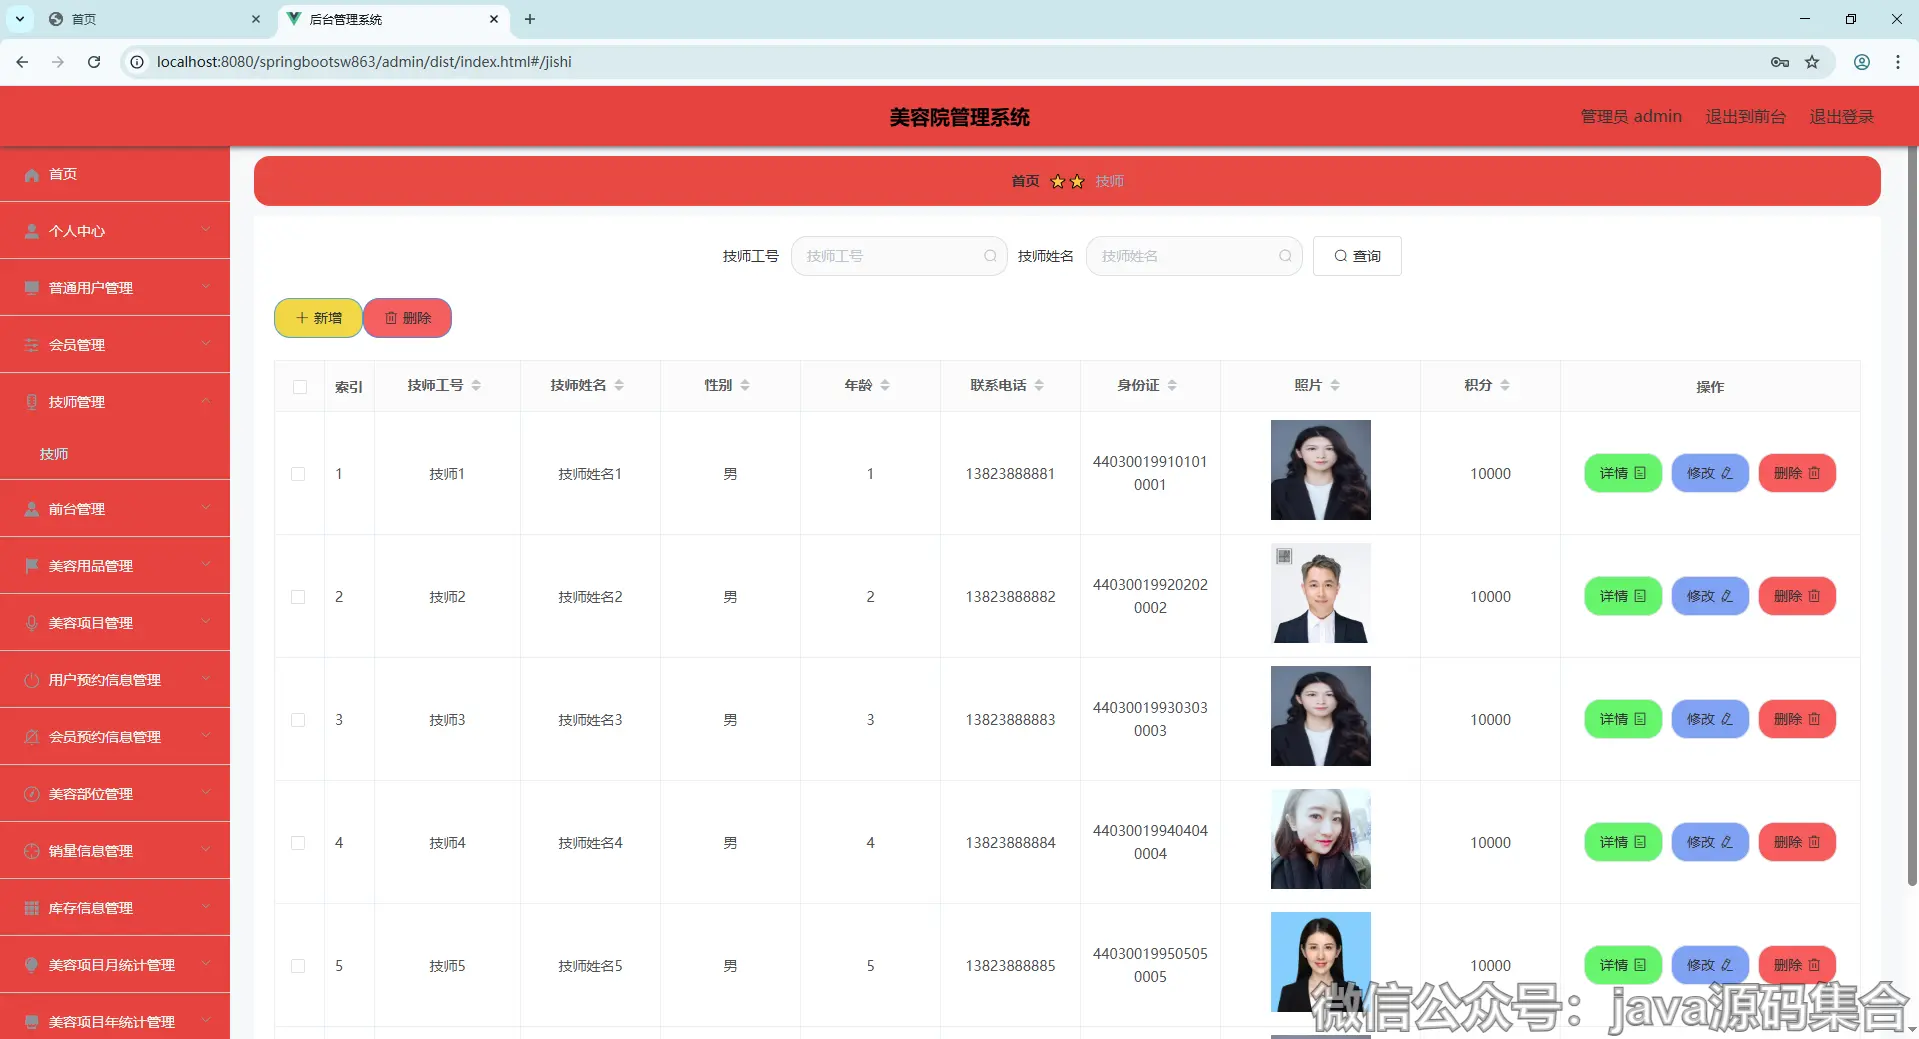 首页
后台管理系统
localhost:8080/springbootsw863/admin/dist/index.html#/jishi
美容院管理系统
管理员 admin 退出到前台 退出登录
首页 技师
首页
个人中心
普通用户管理
会员管理
技师管理
技师
前台管理
美容用品管理
美容项目管理
用户预约信息管理
会员预约信息管理
美容部位管理
销量信息管理
库存信息管理
美容项目月统计管理
美容项目年统计管理
技师工号 技师工号 技师姓名 技师姓名 查询
新增 删除
索引 技师工号 技师姓名 性别 年龄 联系电话 身份证 照片 积分 操作
1 技师1 技师姓名1 男 1 13823888881 44030019910101 10000 详情 修改 删除
0001
2 技师2 技师姓名2 男 2 13823888882 44030019920202 10000 详情 修改 删除
0002
3 技师3 技师姓名3 男 3 13823888883 44030019930303 10000 详情 修改 删除
0003
4 技师4 技师姓名4 男 4 13823888884 44030019940404 10000 详情 修改 删除
0004
5 技师5 技师姓名5 男 5 13823888885 44030019950505 10000 详情 修改 删除
0005
微信公众号：java源码集合